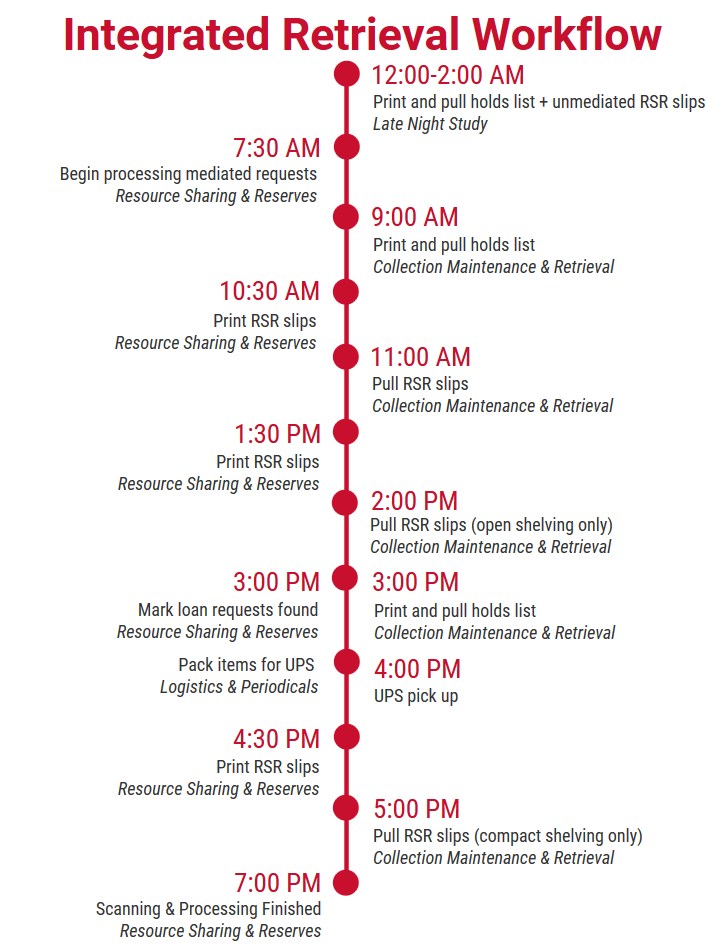 Integrated Retrieval Workflow
12:00-2:00 AM
Print and pull holds list + unmediated RSR slips
Late Night Study
7:30 AM
Begin processing mediated requests
Resource Sharing & Reserves
9:00 AM
Print and pull holds list
Collection Maintenance & Retrieval
10:30 AM
Print RSR slips
Resource Sharing & Reserves
11:00 AM
Pull RSR slips
Collection Maintenance & Retrieval
1:30 PM
Print RSR slips
Resource Sharing & Reserves
2:00 PM
Pull RSR slips (open shelving only)
Collection Maintenance & Retrieval
3:00 PM
Mark loan requests found
Resource Sharing & Reserves
3:00 PM
Print and pull holds list
Collection Maintenance & Retrieval
Pack items for UPS
Logistics & Periodicals
4:00 PM
UPS pick up
4:30 PM
Print RSR slips
Resource Sharing & Reserves
5:00 PM
Pull RSR slips (compact shelving only)
Collection Maintenance & Retrieval
7:00 PM
Scanning & Processing Finished
Resource Sharing & Reserves